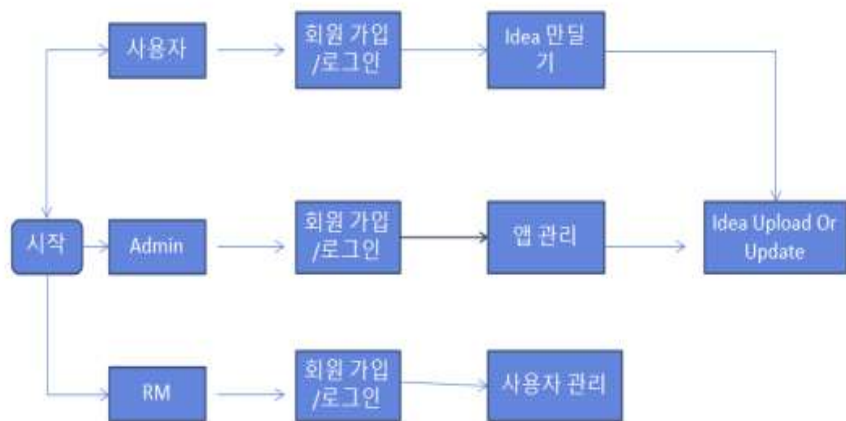 사용자
회원 가입
/로그인
Idea 만딜
기
시작
Admin
회원 가입
/로그인
앱 관리
Idea Upload Or
Update
RM
회원 가입
/로그인
사용자 관리